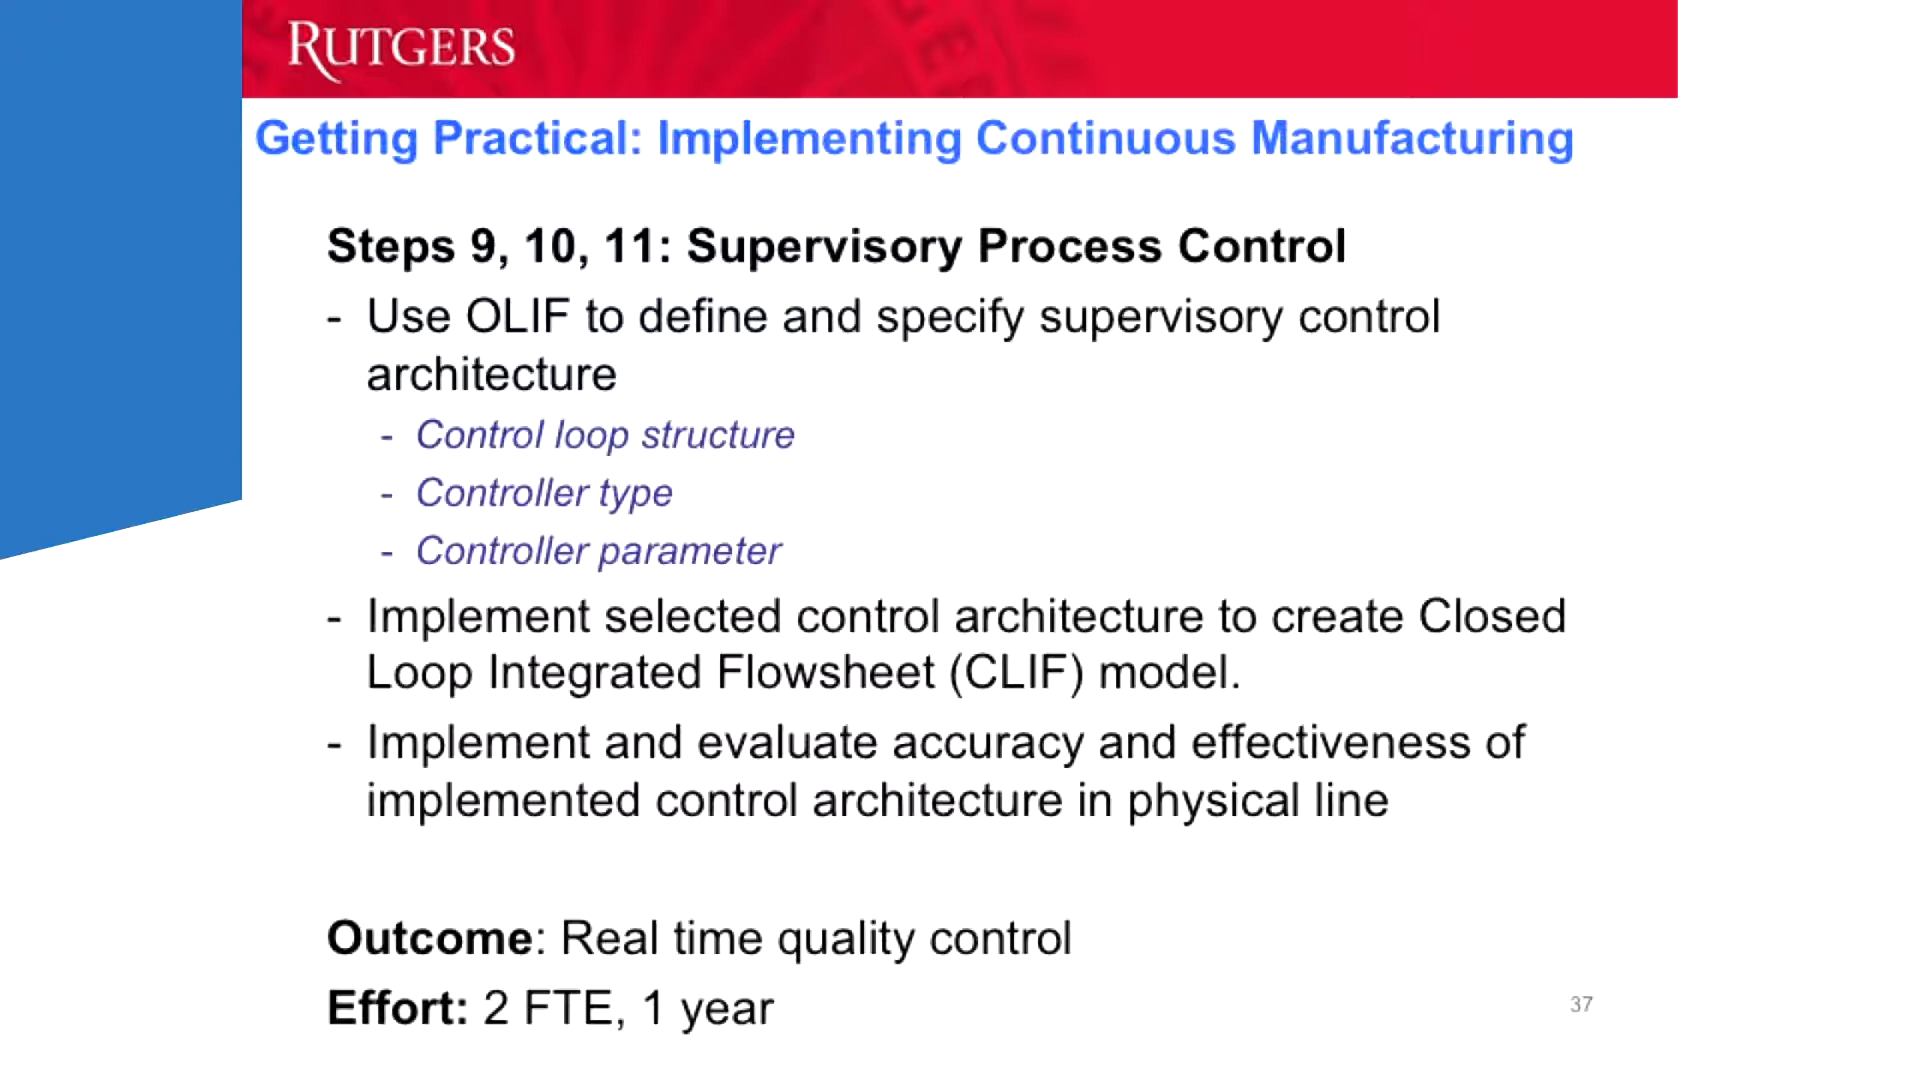 RUTGERS
Getting Practical: Implementing Continuous Manufacturing
Steps 9, 10, 11: Supervisory Process Control
- Use OLIF to define and specify supervisory control
architecture
- Control loop structure
- Controller type
- Controller parameter
- Implement selected control architecture to create Closed
Loop Integrated Flowsheet (CLIF) model.
- Implement and evaluate accuracy and effectiveness of
implemented control architecture in physical line
Outcome: Real time quality control
Effort: 2 FTE, 1 year
37